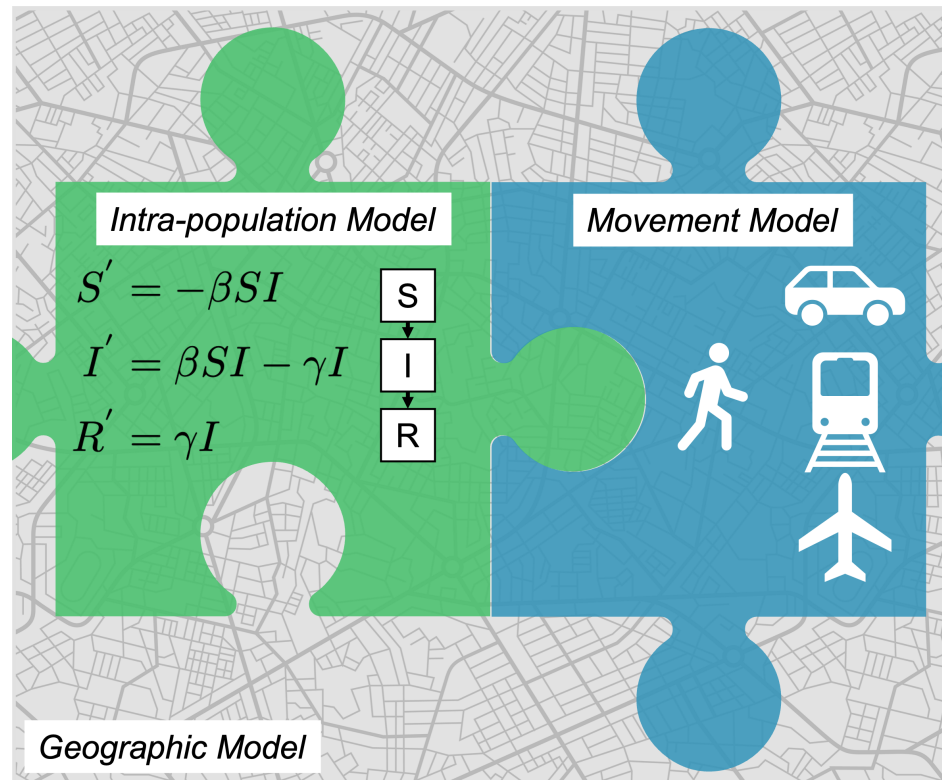 Intra-population Model
S' = −βSI
I' = βSI − γI
R' = γI
S
I
R
Movement Model
Geographic Model